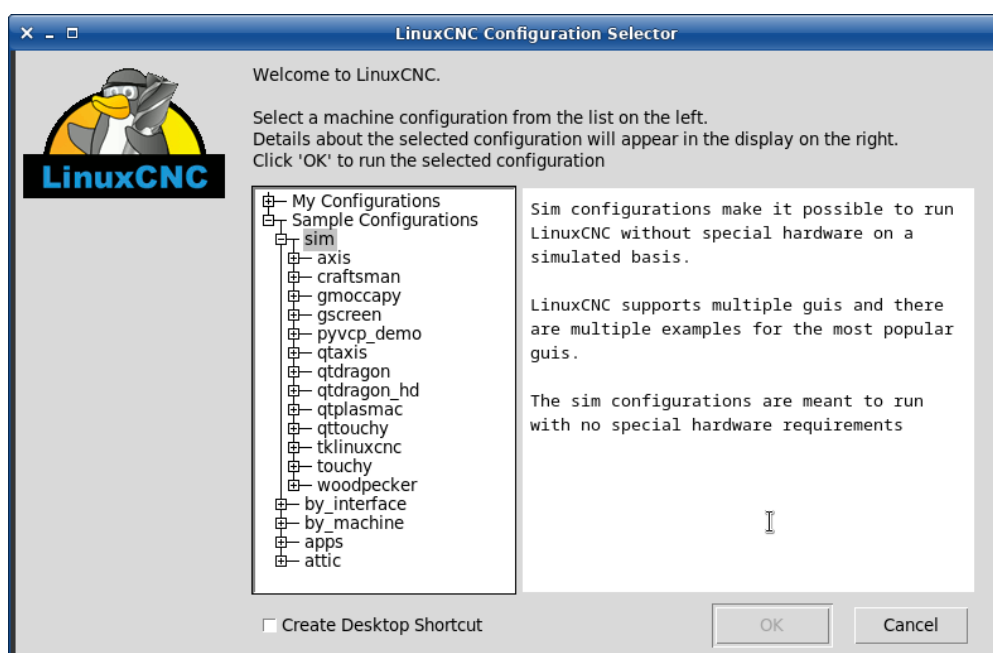 LinuxCNC Configuration Selector
LinuxCNC
Welcome to LinuxCNC.
Select a machine configuration from the list on the left.
Details about the selected configuration will appear in the display on the right.
Click 'OK' to run the selected configuration
My Configurations
Sample Configurations
sim
axis
craftsman
gmoccapy
gscreen
pyvcp_demo
qtaxis
qtdragon
qtdragon_hd
qtplasmac
qttouchy
tklinuxcnc
touchy
woodpecker
by_interface
by_machine
apps
attic
Sim configurations make it possible to run
LinuxCNC without special hardware on a
simulated basis.
LinuxCNC supports multiple guis and there
are multiple examples for the most popular
guis.
The sim configurations are meant to run
with no special hardware requirements
Create Desktop Shortcut
OK
Cancel